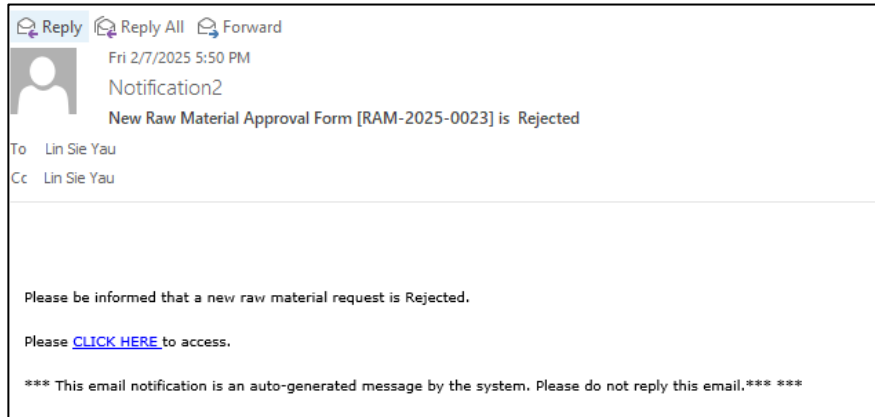 Reply Reply All Forward
Fri 2/7/2025 5:50 PM
Notification2
New Raw Material Approval Form [RAM-2025-0023] is  Rejected
To Lin Sie Yau
Cc Lin Sie Yau
Please be informed that a new raw material request is Rejected.
Please CLICK HERE to access.
*** This email notification is an auto-generated message by the system. Please do not reply this email.*** ***